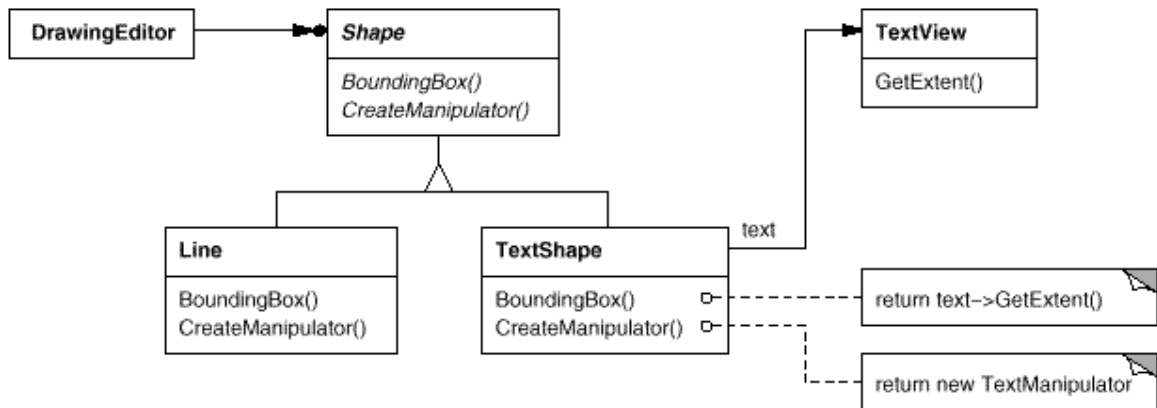 DrawingEditor
Shape
BoundingBox()
CreateManipulator()
TextView
GetExtent()
Line
BoundingBox()
CreateManipulator()
TextShape
BoundingBox()
CreateManipulator()
text
return text->GetExtent()
return new TextManipulator